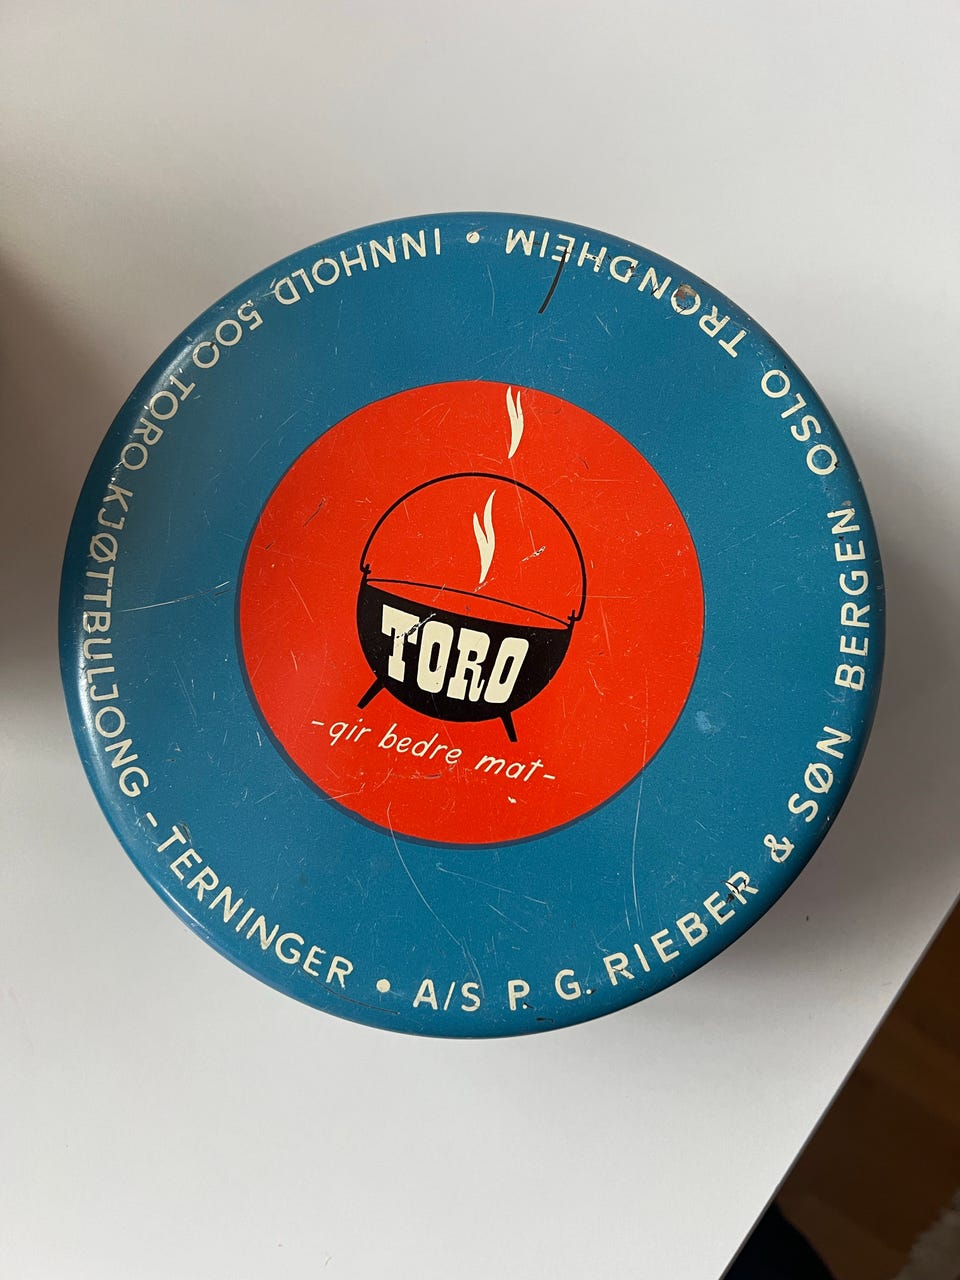 TORO
-gir bedre mat-
INNHOLD 500 TORO KJØTTBULJONG - TERNINGER • A/S P. G. RIEBER & SØN BERGEN OSLO TRONDHEIM •